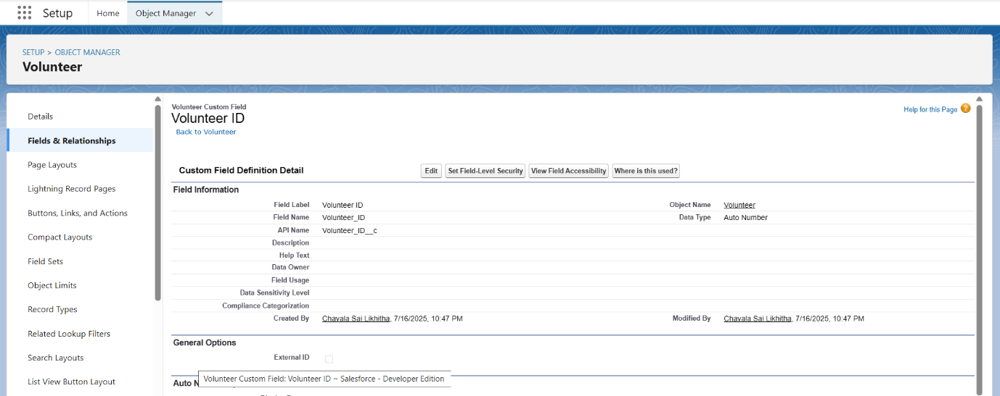 Setup Home Object Manager
SETUP > OBJECT MANAGER
Volunteer
Details
Fields & Relationships
Page Layouts
Lightning Record Pages
Buttons, Links, and Actions
Compact Layouts
Field Sets
Object Limits
Record Types
Related Lookup Filters
Search Layouts
List View Button Layout
Volunteer Custom Field
Volunteer ID
Back to Volunteer
Help for this Page ?
Custom Field Definition Detail Edit Set Field-Level Security View Field Accessibility Where is this used?
Field Information
Field Label Volunteer ID Object Name Volunteer
Field Name Volunteer_ID Data Type Auto Number
API Name Volunteer_ID__c
Description
Help Text
Data Owner
Field Usage
Data Sensitivity Level
Compliance Categorization
Created By Chavala Sai Likhitha, 7/16/2025, 10:47 PM Modified By Chavala Sai Likhitha, 7/16/2025, 10:47 PM
General Options
External ID
Volunteer Custom Field: Volunteer ID ~ Salesforce - Developer Edition
Auto N